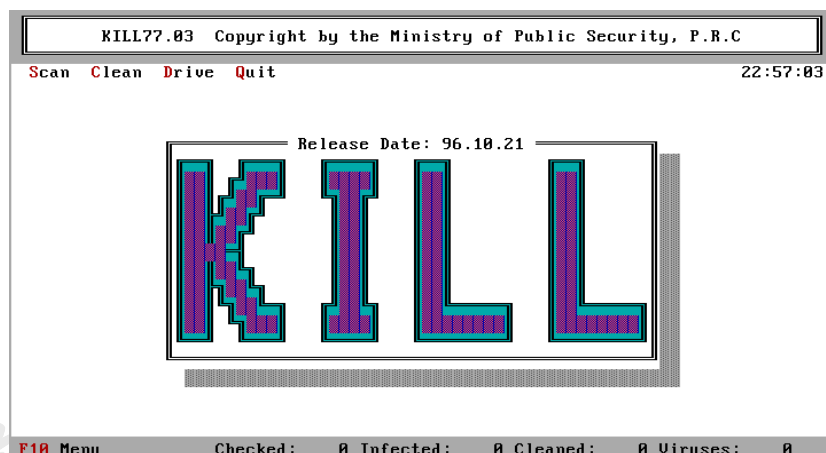 KILL77.03 Copyright by the Ministry of Public Security, P.R.C
Scan Clean Drive Quit 22:57:03
Release Date: 96.10.21
KILL
F10 Menu Checked: 0 Infected: 0 Cleaned: 0 Viruses: 0